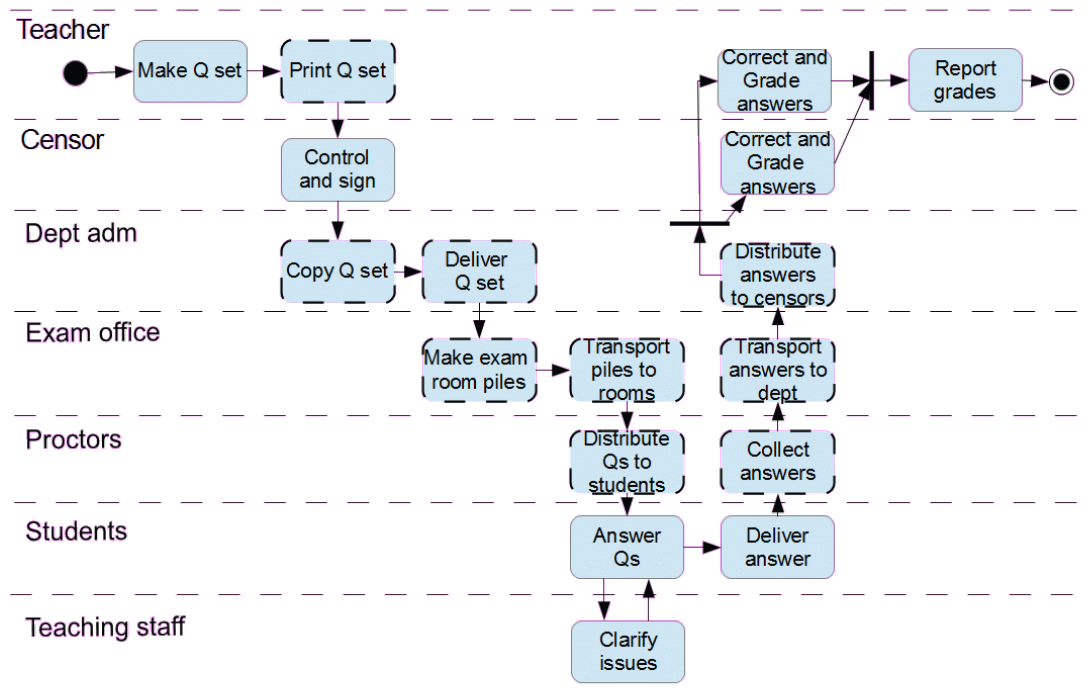 Teacher
Make Q set
Print Q set
Correct and
Grade
answers
Report
grades
Censor
Control
and sign
Correct and
Grade
answers
Dept adm
Copy Q set
Deliver
Q set
Distribute
answers
to censors
Exam office
Make exam
room piles
Transport
piles to
rooms
Transport
answers to
dept
Proctors
Distribute
Qs to
students
Collect
answers
Students
Answer
Qs
Deliver
answer
Teaching staff
Clarify
issues